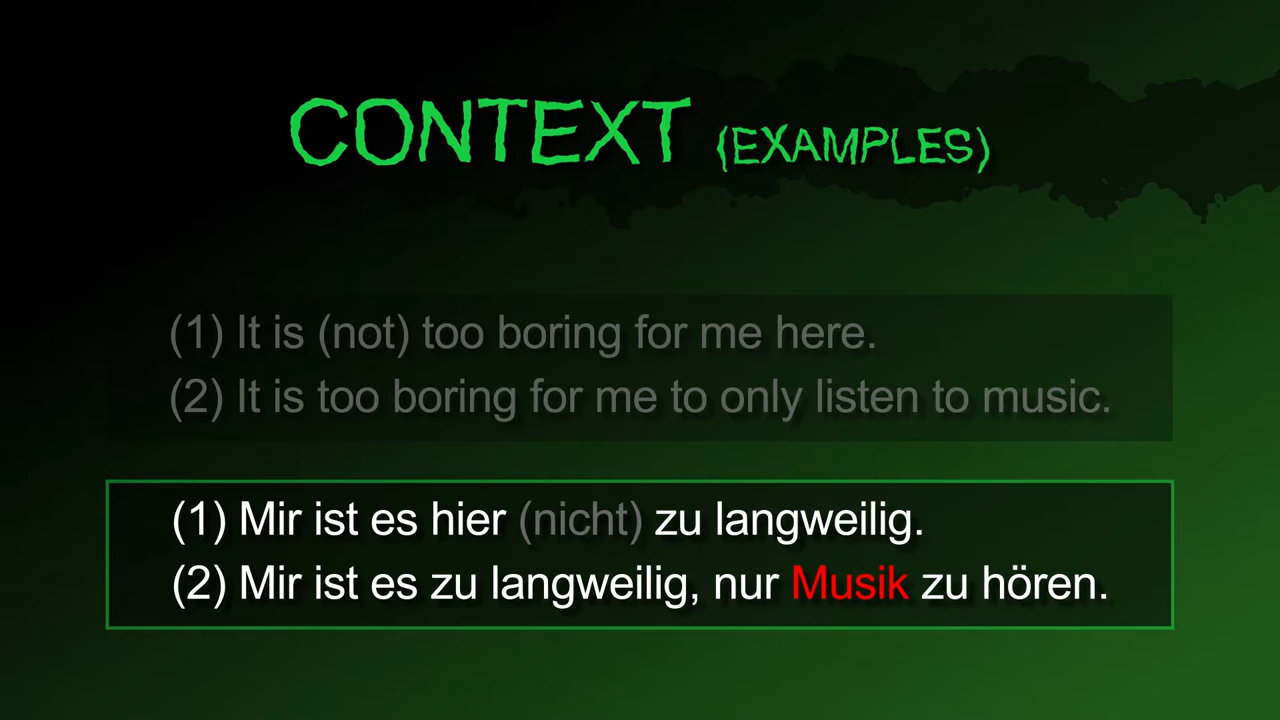 CONTEXT (EXAMPLES)
(1) It is (not) too boring for me here.
(2) It is too boring for me to only listen to music.
(1) Mir ist es hier (nicht) zu langweilig.
(2) Mir ist es zu langweilig, nur Musik zu hören.